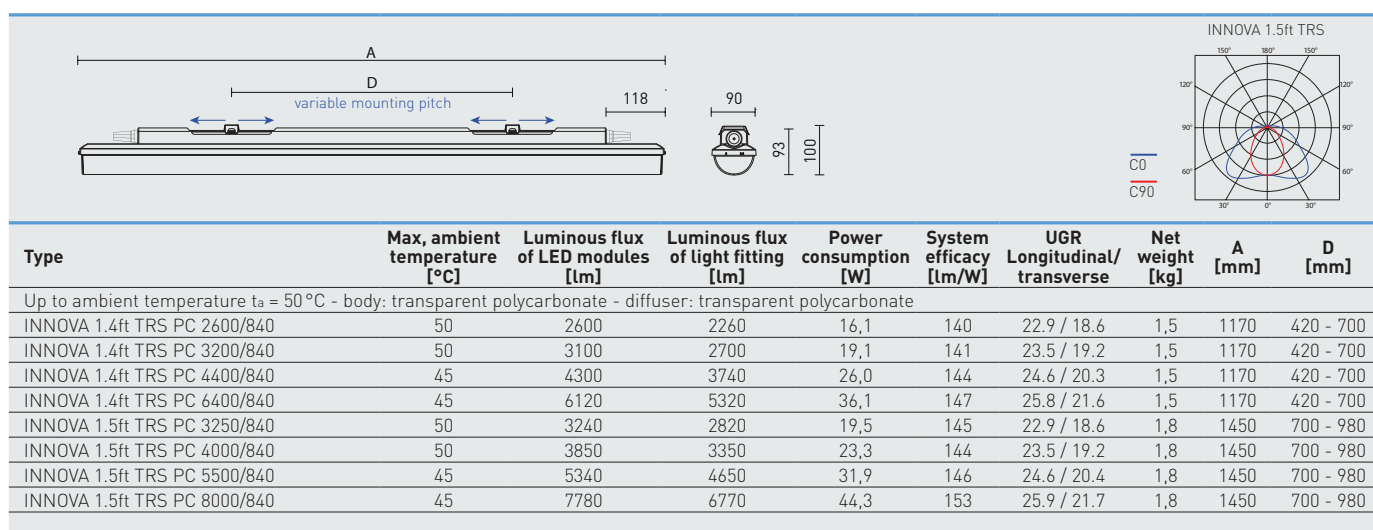 INNOVA 1.5ft TRS
150° 180° 150°
A
120° 120°
D
variable mounting pitch
118
90
90° 90°
93
100
C0
60° 60°
C90
30° 0° 30°
Type Max, ambient temperature [°C] Luminous flux of LED modules [lm] Luminous flux of light fitting [lm] Power consumption [W] System efficacy [lm/W] UGR Longitudinal/ transverse Net weight [kg] A [mm] D [mm]
Up to ambient temperature tₐ = 50 °C - body: transparent polycarbonate - diffuser: transparent polycarbonate
INNOVA 1.4ft TRS PC 2600/840 50 2600 2260 16,1 140 22.9 / 18.6 1,5 1170 420 - 700
INNOVA 1.4ft TRS PC 3200/840 50 3100 2700 19,1 141 23.5 / 19.2 1,5 1170 420 - 700
INNOVA 1.4ft TRS PC 4400/840 45 4300 3740 26,0 144 24.6 / 20.3 1,5 1170 420 - 700
INNOVA 1.4ft TRS PC 6400/840 45 6120 5320 36,1 147 25.8 / 21.6 1,5 1170 420 - 700
INNOVA 1.5ft TRS PC 3250/840 50 3240 2820 19,5 145 22.9 / 18.6 1,8 1450 700 - 980
INNOVA 1.5ft TRS PC 4000/840 50 3850 3350 23,3 144 23.5 / 19.2 1,8 1450 700 - 980
INNOVA 1.5ft TRS PC 5500/840 45 5340 4650 31,9 146 24.6 / 20.4 1,8 1450 700 - 980
INNOVA 1.5ft TRS PC 8000/840 45 7780 6770 44,3 153 25.9 / 21.7 1,8 1450 700 - 980